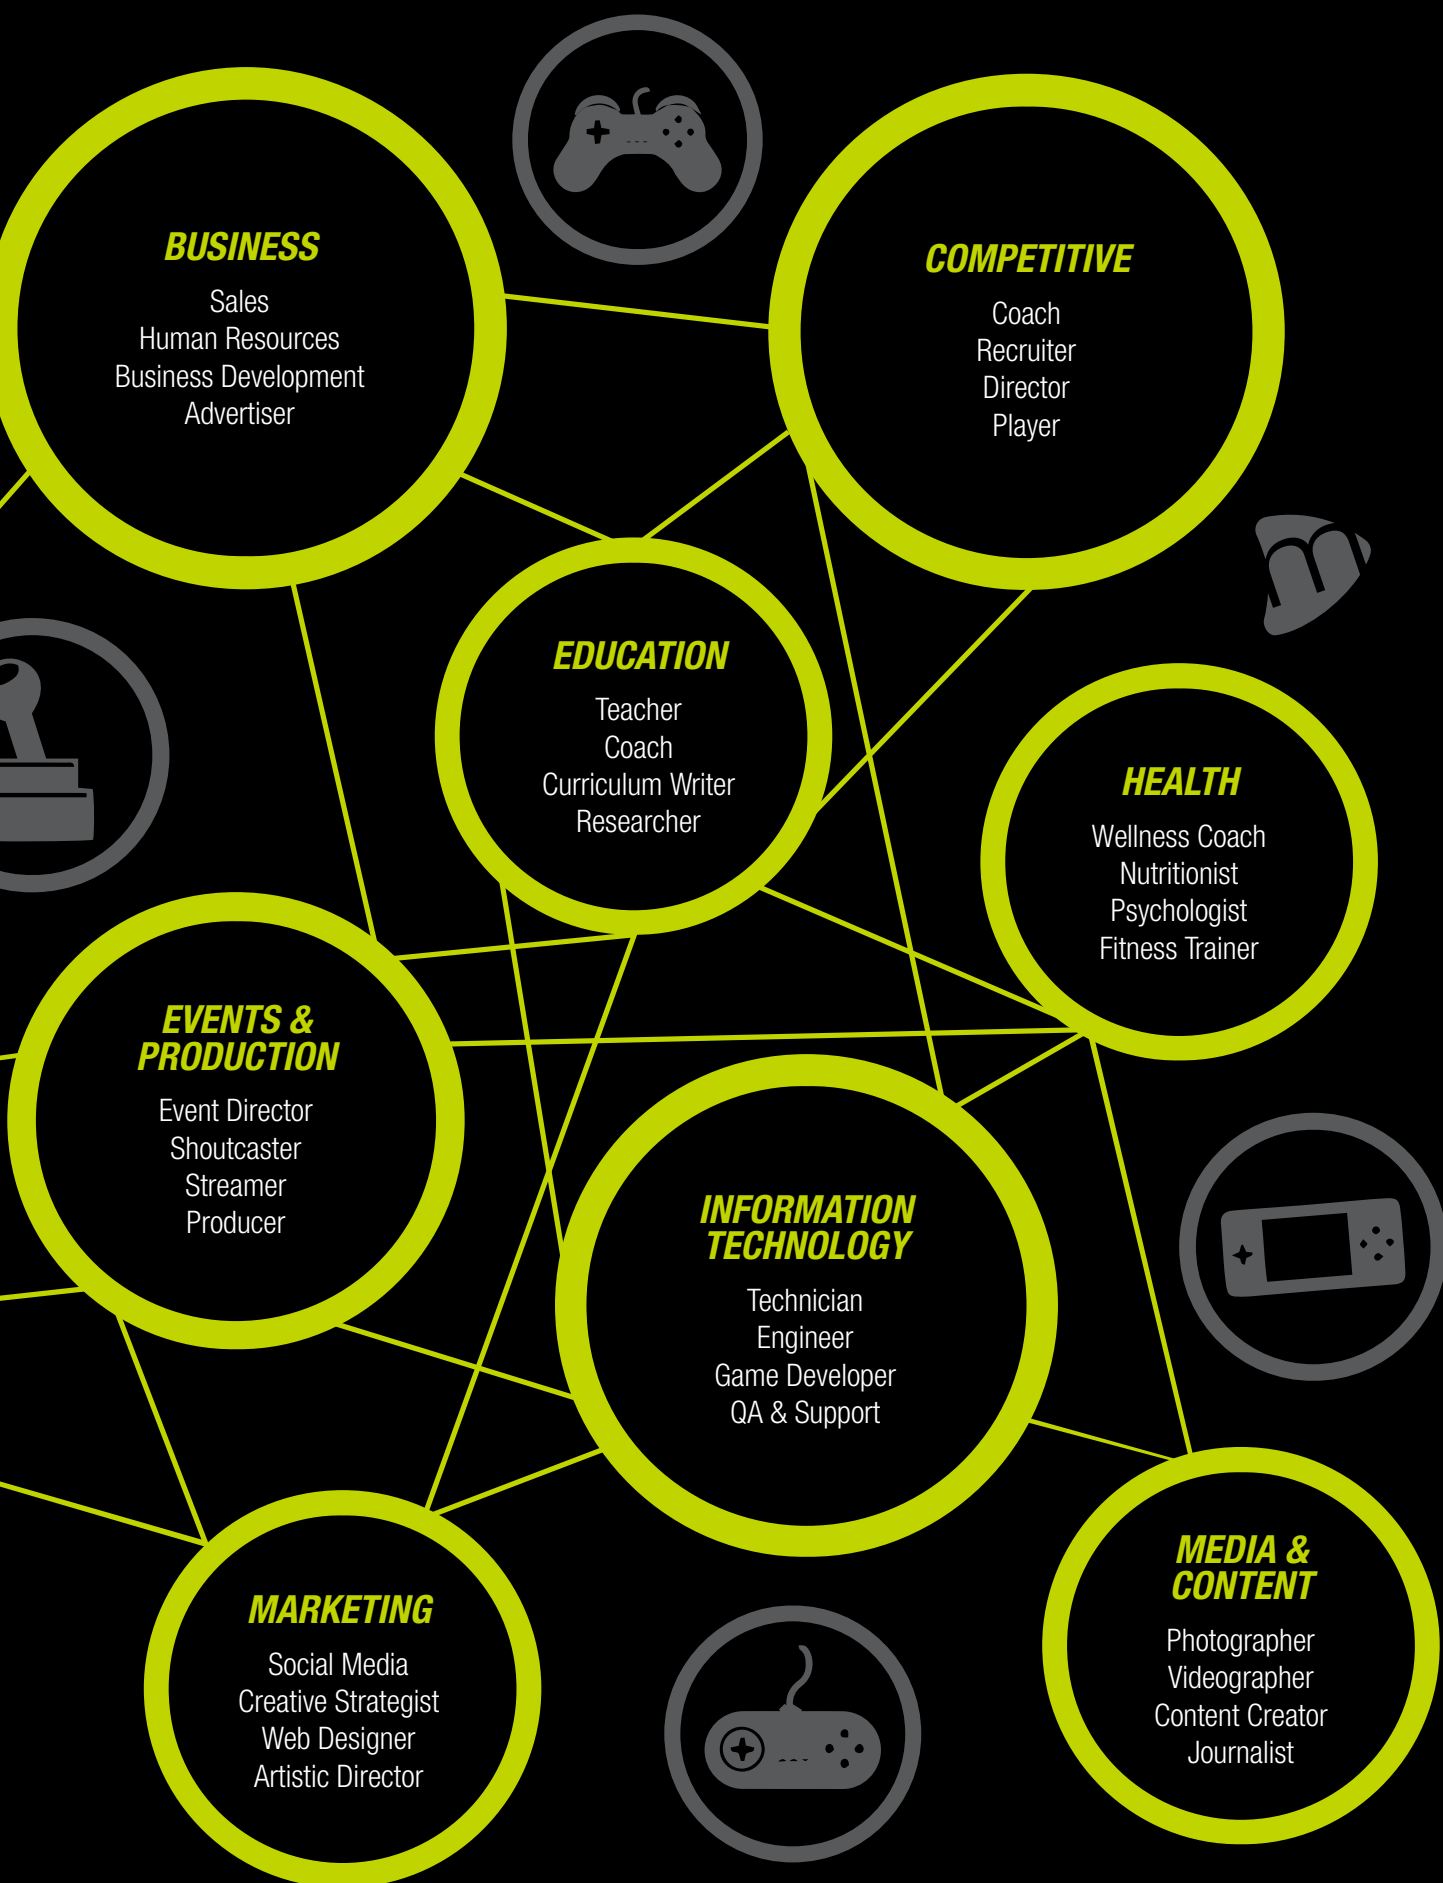 BUSINESS
Sales
Human Resources
Business Development
Advertiser
COMPETITIVE
Coach
Recruiter
Director
Player
EDUCATION
Teacher
Coach
Curriculum Writer
Researcher
HEALTH
Wellness Coach
Nutritionist
Psychologist
Fitness Trainer
EVENTS &
PRODUCTION
Event Director
Shoutcaster
Streamer
Producer
INFORMATION
TECHNOLOGY
Technician
Engineer
Game Developer
QA & Support
MARKETING
Social Media
Creative Strategist
Web Designer
Artistic Director
MEDIA &
CONTENT
Photographer
Videographer
Content Creator
Journalist